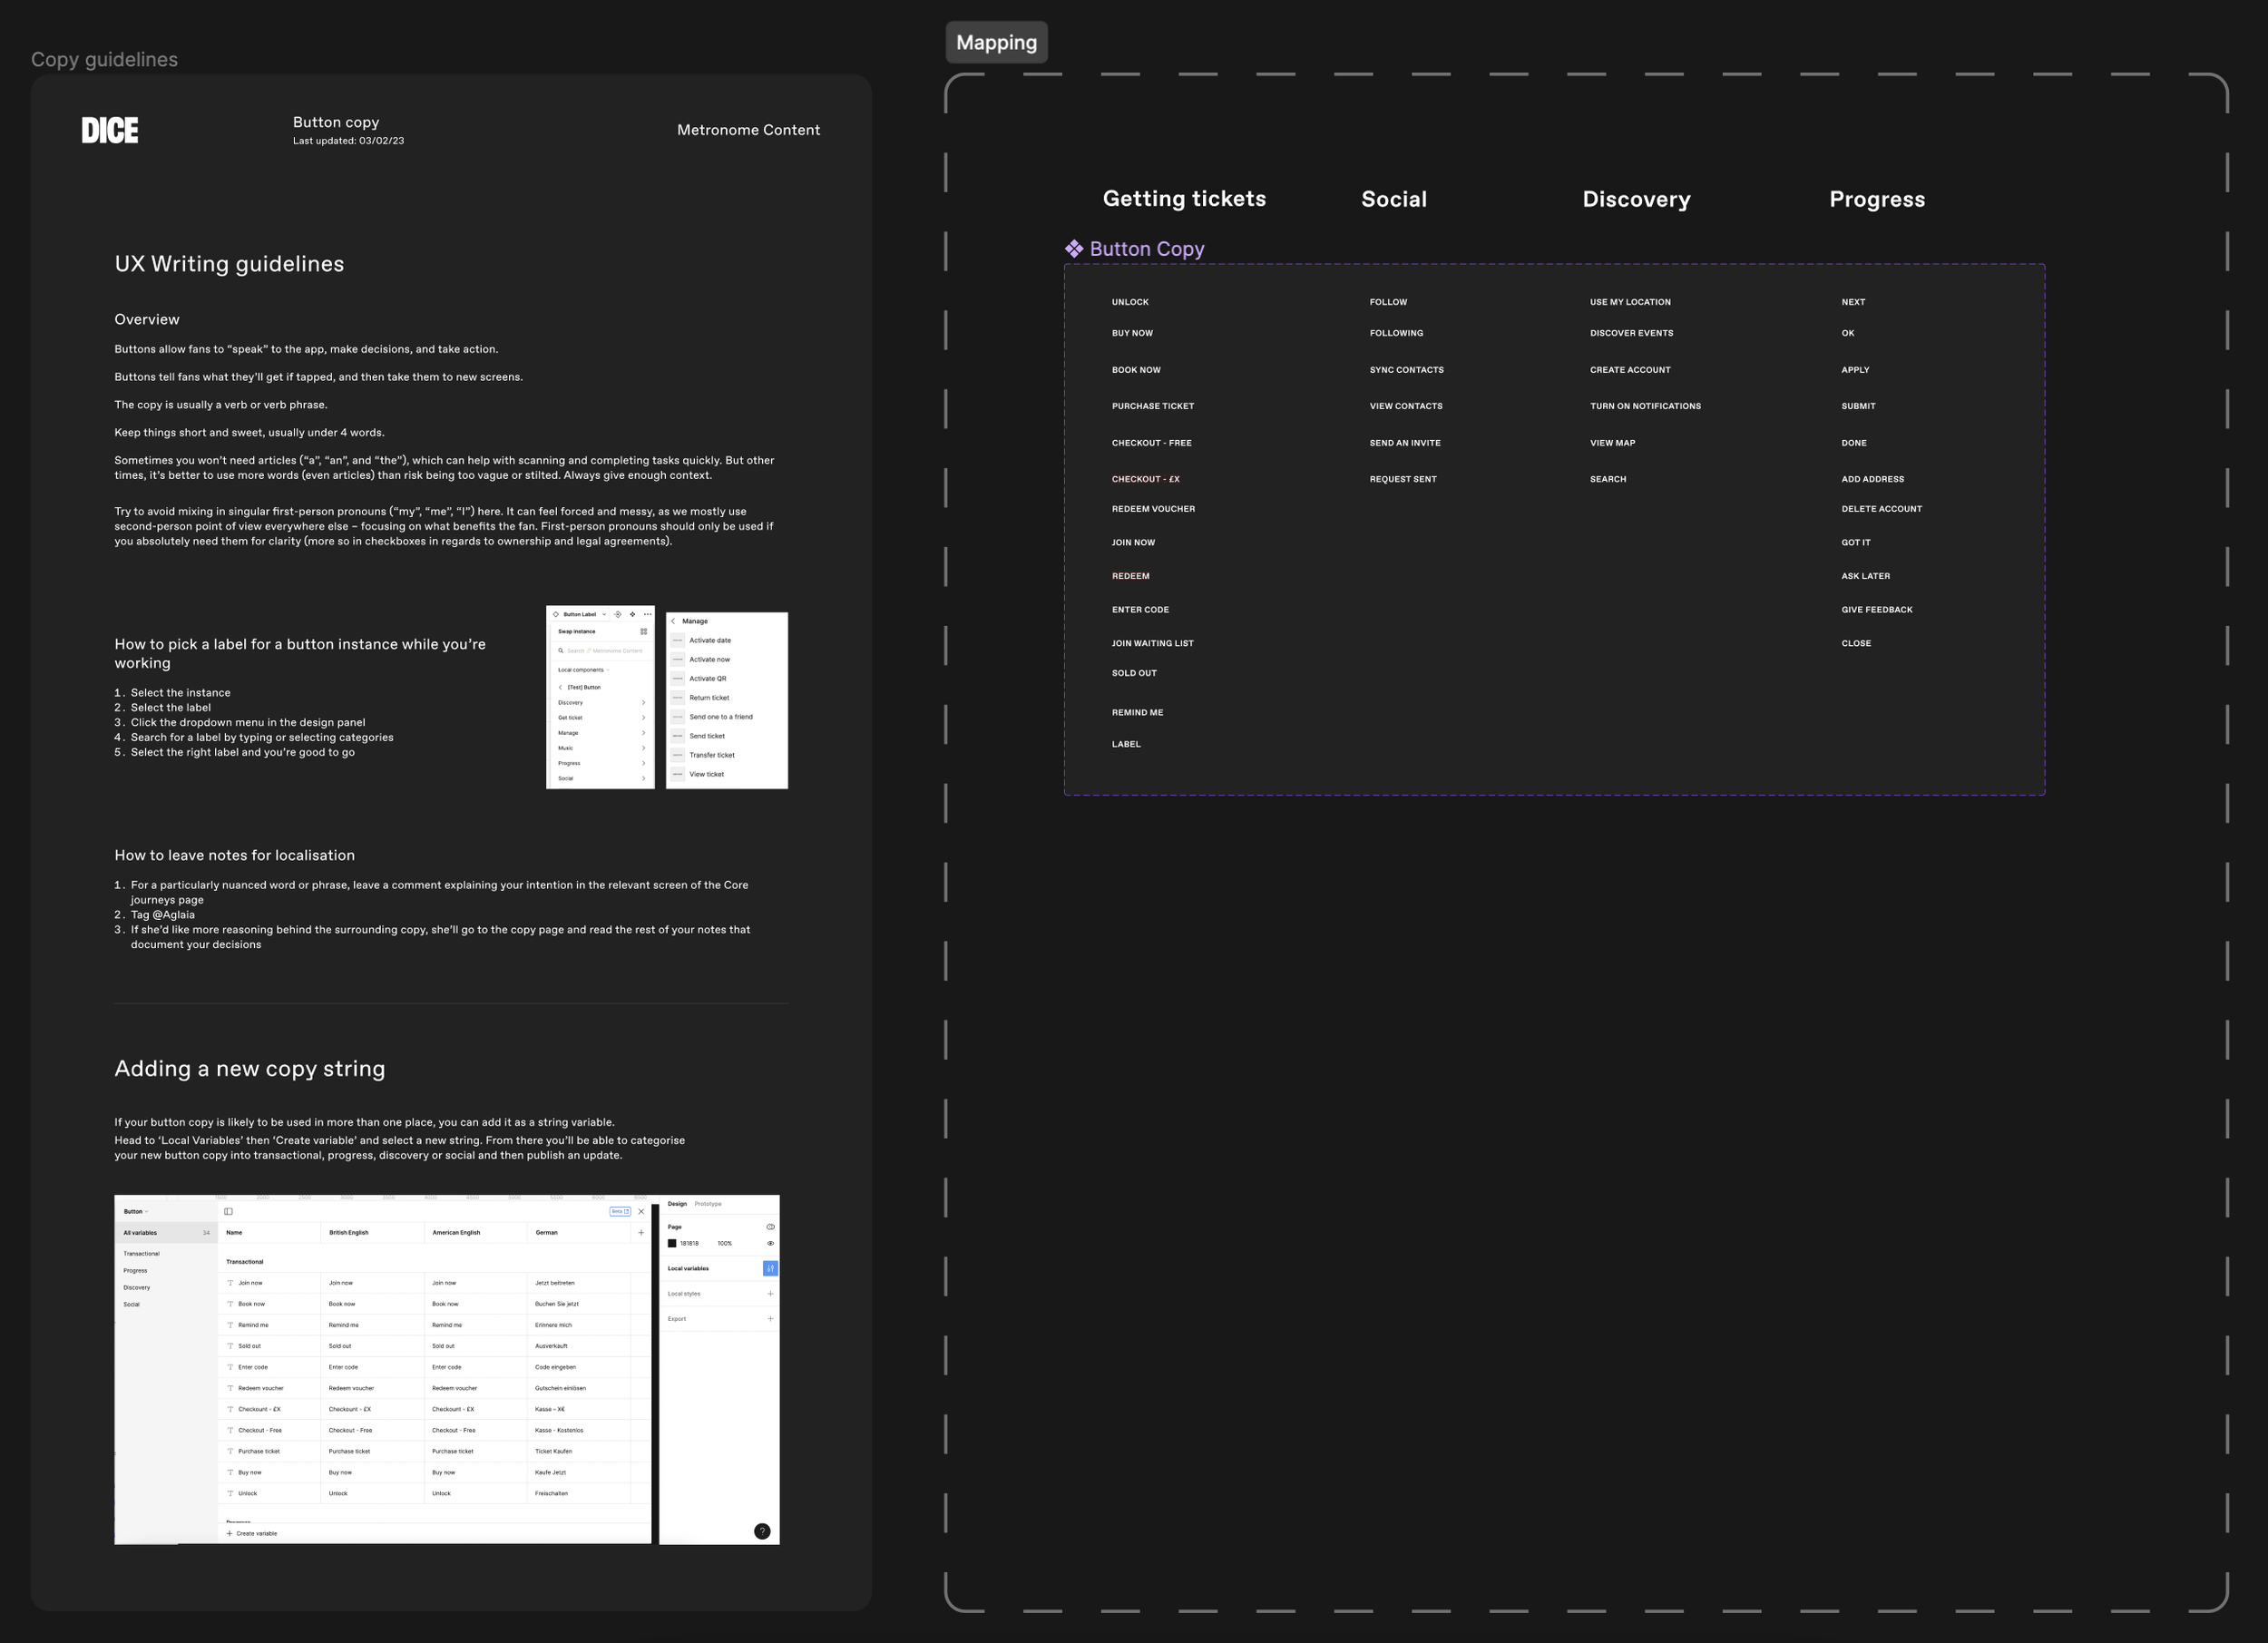 Copy guidelines
DICE
Button copy
Last updated: 03/02/23
Metronome Content
UX Writing guidelines
Overview
Buttons allow fans to “speak” to the app, make decisions, and take action.
Buttons tell fans what they’ll get if tapped, and then take them to new screens.
The copy is usually a verb or verb phrase.
Keep things short and sweet, usually under 4 words.
Sometimes you won’t need articles (“a”, “an”, and “the”), which can help with scanning and completing tasks quickly. But other
times, it’s better to use more words (even articles) than risk being too vague or stilted. Always give enough context.
Try to avoid mixing in singular first-person pronouns (“my”, “me”, “I”) here. It can feel forced and messy, as we mostly use
second-person point of view everywhere else – focusing on what benefits the fan. First-person pronouns should only be used if
you absolutely need them for clarity (more so in checkboxes in regards to ownership and legal agreements).
How to pick a label for a button instance while you’re
working
1. Select the instance
2. Select the label
3. Click the dropdown menu in the design panel
4. Search for a label by typing or selecting categories
5. Select the right label and you’re good to go
Button Label
Swap instance
Search // Metronome Content
Local components
[Test] Button
Discovery
Get ticket
Manage
Music
Progress
Social
Manage
Activate date
Activate now
Activate QR
Return ticket
Send one to a friend
Send ticket
Transfer ticket
View ticket
How to leave notes for localisation
1. For a particularly nuanced word or phrase, leave a comment explaining your intention in the relevant screen of the Core
journeys page
2. Tag @Aglaia
3. If she’d like more reasoning behind the surrounding copy, she’ll go to the copy page and read the rest of your notes that
document your decisions
Adding a new copy string
If your button copy is likely to be used in more than one place, you can add it as a string variable.
Head to ‘Local Variables’ then ‘Create variable’ and select a new string. From there you’ll be able to categorise
your new button copy into transactional, progress, discovery or social and then publish an update.
Button
Beta
All variables 34
Transactional
Progress
Discovery
Social
Name British English American English German
Transactional
Join now Join now Join now Jetzt beitreten
Book now Book now Book now Buchen Sie jetzt
Remind me Remind me Remind me Erinnere mich
Sold out Sold out Sold out Ausverkauft
Enter code Enter code Enter code Code eingeben
Redeem voucher Redeem voucher Redeem voucher Gutschein einlösen
Checkount - £X Checkount - £X Checkount - £X Kasse – X€
Checkout - Free Checkout - Free Checkout - Free Kasse - Kostenlos
Purchase ticket Purchase ticket Purchase ticket Ticket Kaufen
Buy now Buy now Buy now Kaufe Jetzt
Unlock Unlock Unlock Freischalten
Create variable
Design Prototype
Page
181818 100%
Local variables
Local styles
Export
?
Mapping
Getting tickets Social Discovery Progress
Button Copy
UNLOCK
BUY NOW
BOOK NOW
PURCHASE TICKET
CHECKOUT - FREE
CHECKOUT - £X
REDEEM VOUCHER
JOIN NOW
REDEEM
ENTER CODE
JOIN WAITING LIST
SOLD OUT
REMIND ME
LABEL
FOLLOW
FOLLOWING
SYNC CONTACTS
VIEW CONTACTS
SEND AN INVITE
REQUEST SENT
USE MY LOCATION
DISCOVER EVENTS
CREATE ACCOUNT
TURN ON NOTIFICATIONS
VIEW MAP
SEARCH
NEXT
OK
APPLY
SUBMIT
DONE
ADD ADDRESS
DELETE ACCOUNT
GOT IT
ASK LATER
GIVE FEEDBACK
CLOSE